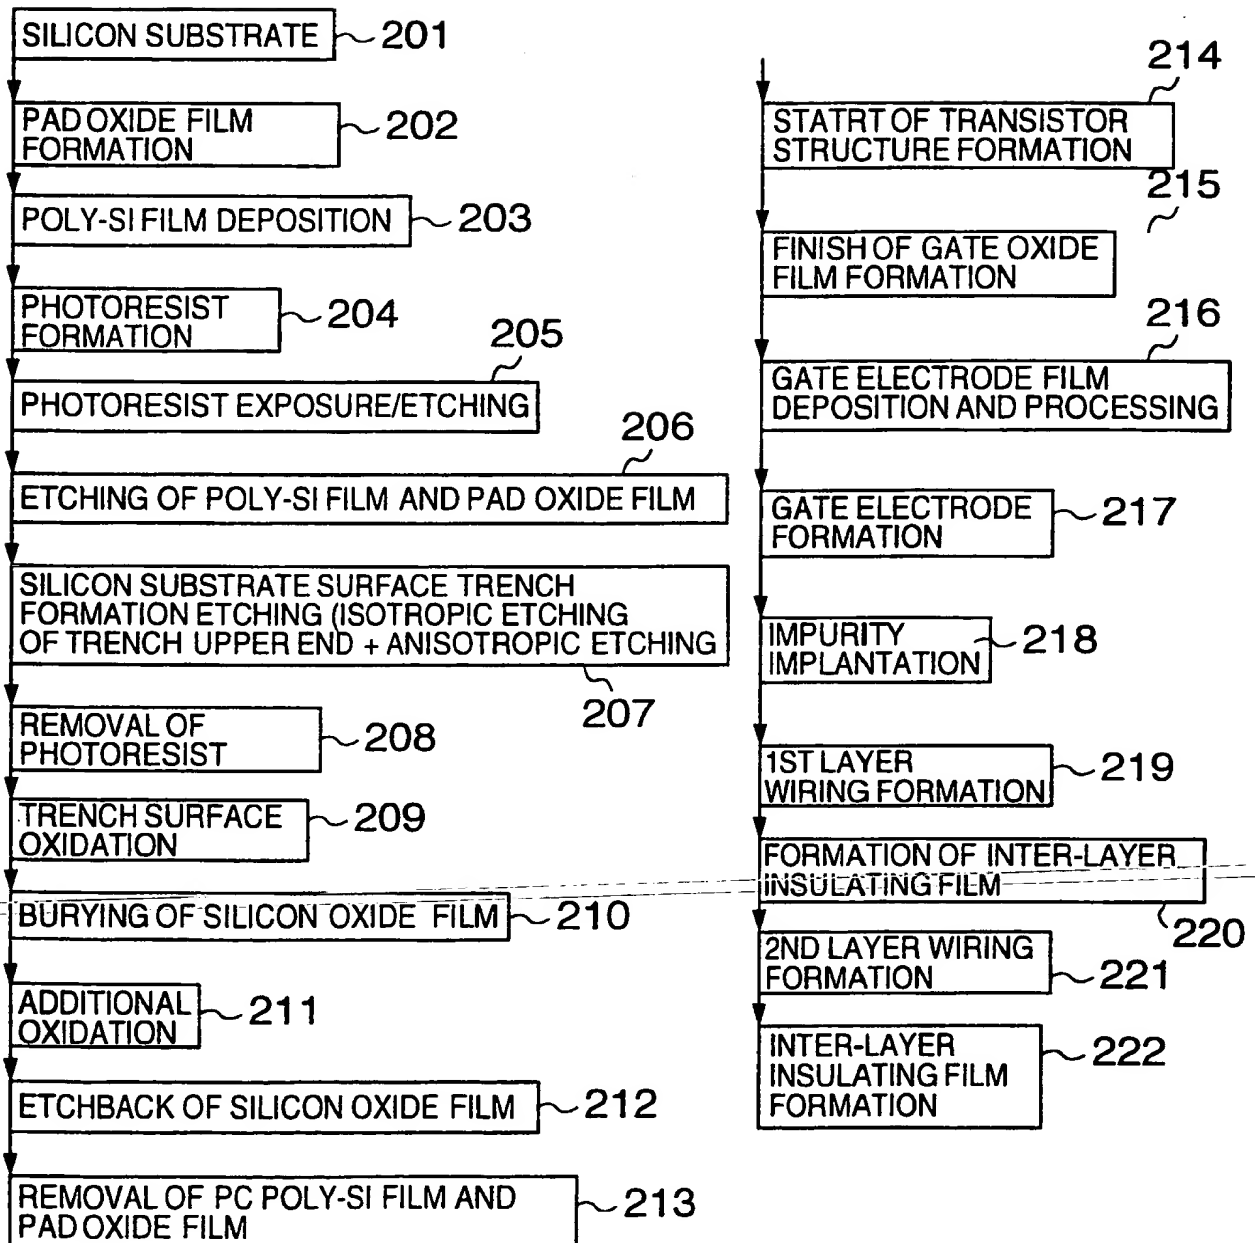 SILICON SUBSTRATE 201
PAD OXIDE FILM
FORMATION 202
POLY-SI FILM DEPOSITION 203
PHOTORESIST
FORMATION 204
205
PHOTORESIST EXPOSURE/ETCHING
206
ETCHING OF POLY-SI FILM AND PAD OXIDE FILM
SILICON SUBSTRATE SURFACE TRENCH
FORMATION ETCHING (ISOTROPIC ETCHING
OF TRENCH UPPER END + ANISOTROPIC ETCHING
207
REMOVAL OF
PHOTORESIST 208
TRENCH SURFACE
OXIDATION 209
BURYING OF SILICON OXIDE FILM 210
ADDITIONAL
OXIDATION 211
ETCHBACK OF SILICON OXIDE FILM 212
REMOVAL OF PC POLY-SI FILM AND
PAD OXIDE FILM 213
214
STATRT OF TRANSISTOR
STRUCTURE FORMATION
215
FINISH OF GATE OXIDE
FILM FORMATION
216
GATE ELECTRODE FILM
DEPOSITION AND PROCESSING
GATE ELECTRODE
FORMATION 217
IMPURITY
IMPLANTATION 218
1ST LAYER
WIRING FORMATION 219
FORMATION OF INTER-LAYER
INSULATING FILM
220
2ND LAYER WIRING
FORMATION 221
INTER-LAYER
INSULATING FILM
FORMATION 222